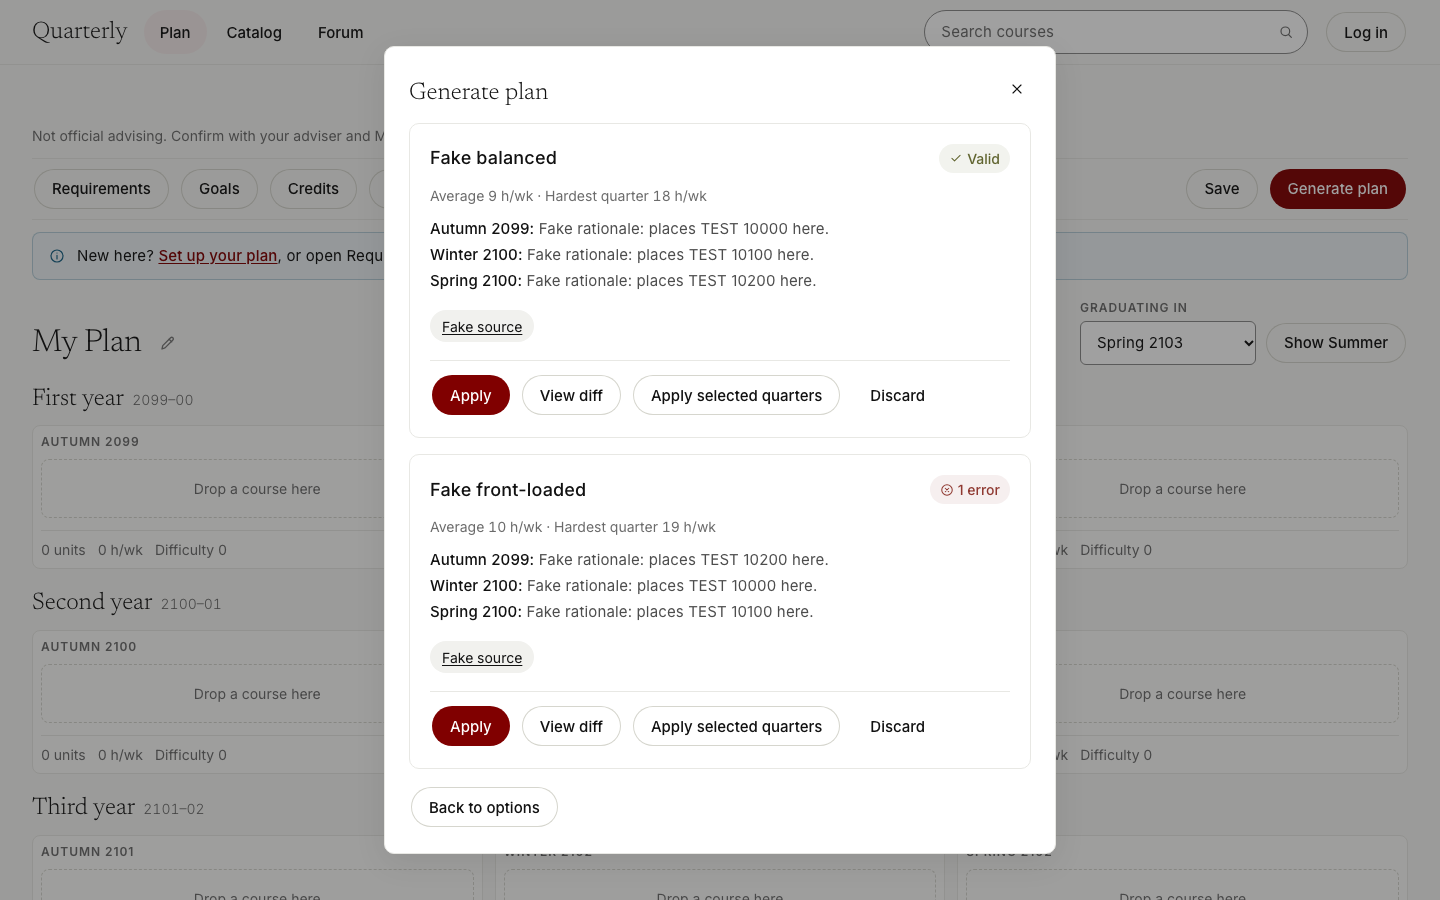 Quarterly
Plan
Catalog
Forum
Search courses
Log in
Generate plan
Not official advising. Confirm with your adviser and
Requirements
Goals
Credits
Save
Generate plan
New here? Set up your plan, or open
Fake balanced
Valid
Average 9 h/wk · Hardest quarter 18 h/wk
Autumn 2099: Fake rationale: places TEST 10000 here.
Winter 2100: Fake rationale: places TEST 10100 here.
Spring 2100: Fake rationale: places TEST 10200 here.
Fake source
Apply
View diff
Apply selected quarters
Discard
Fake front-loaded
1 error
Average 10 h/wk · Hardest quarter 19 h/wk
Autumn 2099: Fake rationale: places TEST 10200 here.
Winter 2100: Fake rationale: places TEST 10000 here.
Spring 2100: Fake rationale: places TEST 10100 here.
Fake source
Apply
View diff
Apply selected quarters
Discard
Back to options
My Plan
GRADUATING IN
Spring 2103
Show Summer
First year 2099–00
AUTUMN 2099
Drop a course here
Drop a course here
0 units 0 h/wk Difficulty 0
Difficulty 0
Second year 2100–01
AUTUMN 2100
Drop a course here
Drop a course here
0 units 0 h/wk Difficulty 0
Difficulty 0
Third year 2101–02
AUTUMN 2101
Drop a course here
Drop a course here
Drop a course here